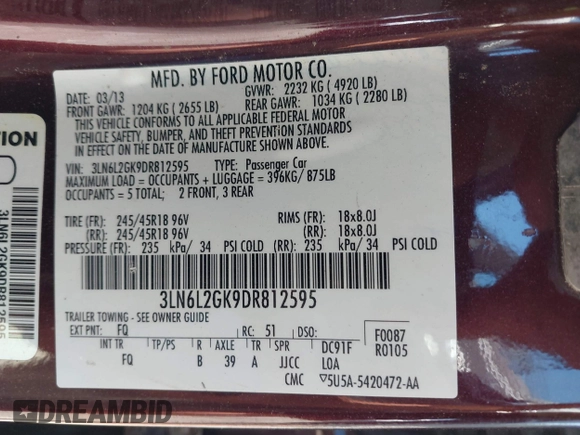 MFD. BY FORD MOTOR CO.
DATE: 03/13 GVWR: 2232 KG ( 4920 LB)
FRONT GAWR: 1204 KG ( 2655 LB) REAR GAWR: 1034 KG ( 2280 LB)
THIS VEHICLE CONFORMS TO ALL APPLICABLE FEDERAL MOTOR
VEHICLE SAFETY, BUMPER, AND THEFT PREVENTION STANDARDS
IN EFFECT ON THE DATE OF MANUFACTURE SHOWN ABOVE.
VIN: 3LN6L2GK9DR812595 TYPE: Passenger Car
MAXIMUM LOAD = OCCUPANTS + LUGGAGE = 396KG/ 875LB
OCCUPANTS = 5 TOTAL; 2 FRONT, 3 REAR
TIRE (FR): 245/45R18 96V RIMS (FR): 18x8.0J
(RR): 245/45R18 96V (RR): 18x8.0J
PRESSURE (FR): 235 kPa/ 34 PSI COLD (RR): 235 kPa/ 34 PSI COLD
3LN6L2GK9DR812595
TRAILER TOWING - SEE OWNER GUIDE
EXT PNT: FQ RC: 51 DSO: F0087
INT TR TP/PS R AXLE TR SPR DC91F R0105
FQ B 39 A JJCC LOA
CMC 5U5A-5420472-AA
TION
3LN6L2GK9DR812595
DREAMBID